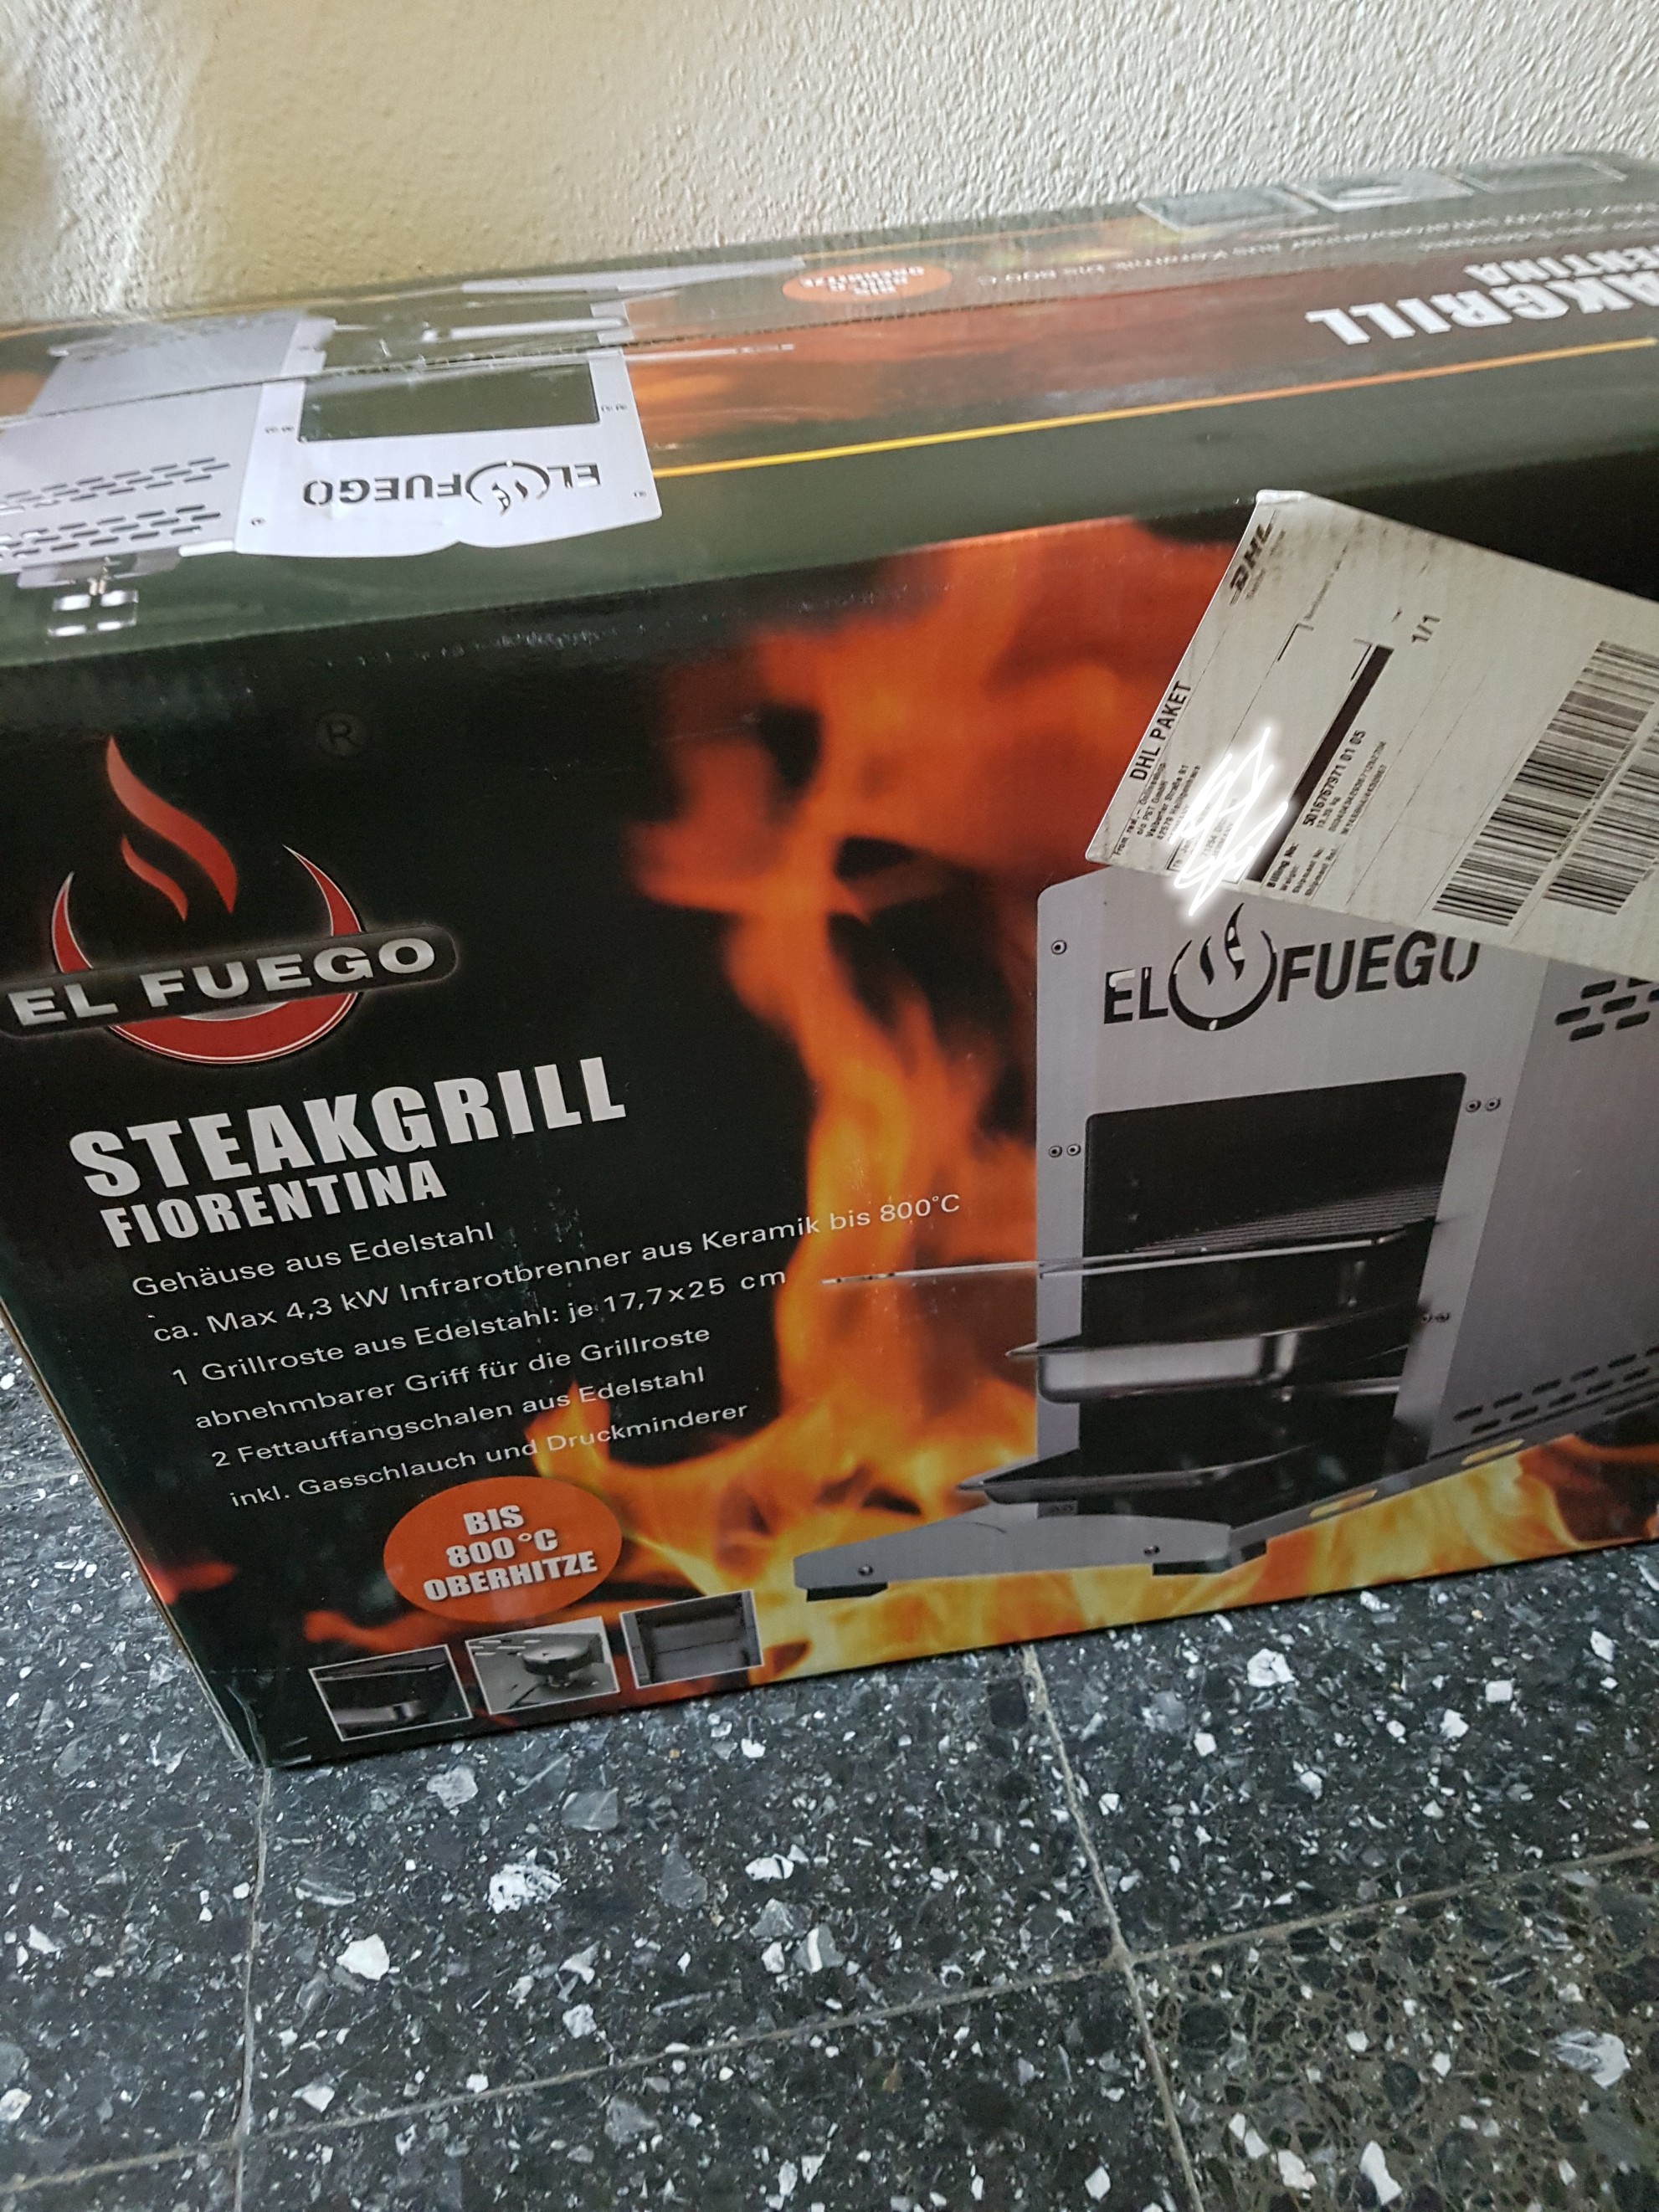 STEAKGRILL
EL FUEGO
DHL
1/1
DHL PAKET
®
EL FUEGO
EL FUEGO
STEAKGRILL
FIORENTINA
Gehäuse aus Edelstahl
ca. Max 4,3 kW Infrarotbrenner aus Keramik bis 800°C
1 Grillroste aus Edelstahl: je 17,7x25 cm
abnehmbarer Griff für die Grillroste
2 Fettauffangschalen aus Edelstahl
inkl. Gasschlauch und Druckminderer
BIS
800°C
OBERHITZE